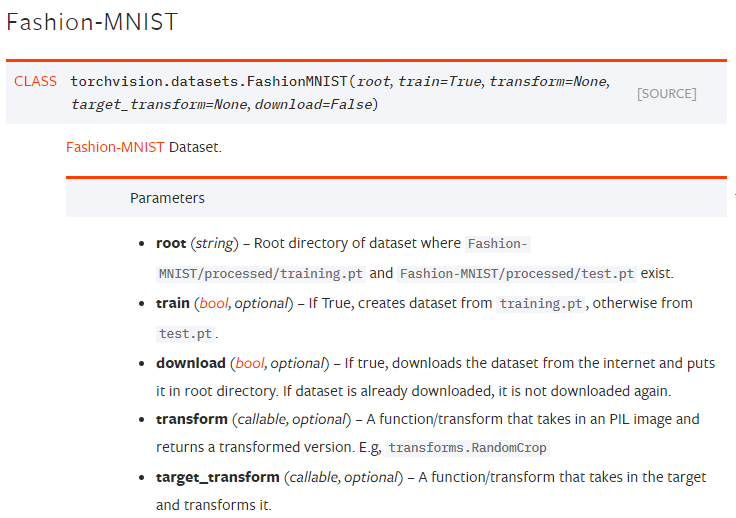 Fashion-MNIST
CLASS torchvision.datasets.FashionMNIST(root, train=True, transform=None,
target_transform=None, download=False)
[SOURCE]
Fashion-MNIST Dataset.
Parameters
• root (string) – Root directory of dataset where Fashion-
MNIST/processed/training.pt and Fashion-MNIST/processed/test.pt exist.
• train (bool, optional) – If True, creates dataset from training.pt, otherwise from
test.pt.
• download (bool, optional) – If true, downloads the dataset from the internet and puts
it in root directory. If dataset is already downloaded, it is not downloaded again.
• transform (callable, optional) – A function/transform that takes in an PIL image and
returns a transformed version. E.g, transforms.RandomCrop
• target_transform (callable, optional) – A function/transform that takes in the target
and transforms it.